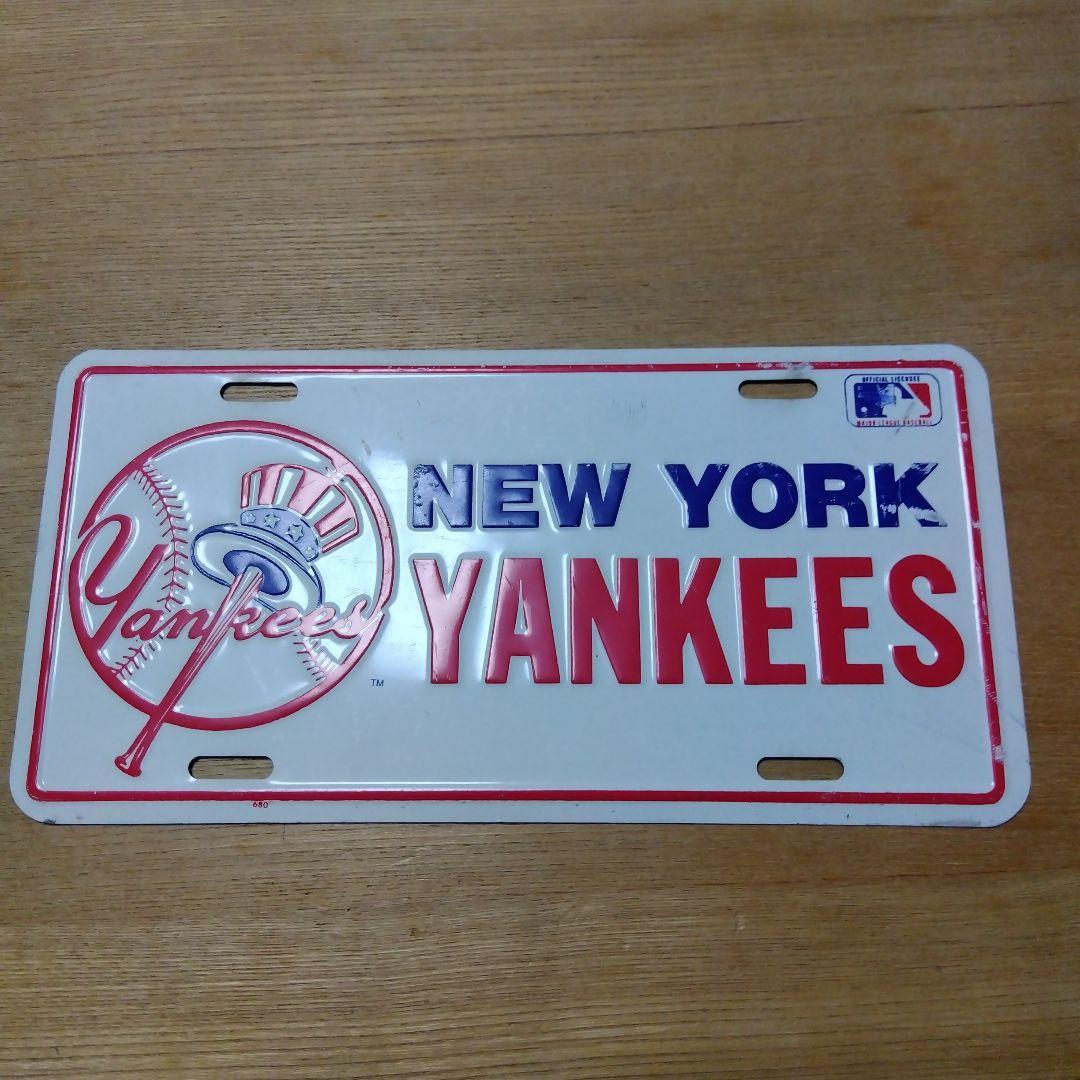 OFFICIAL LICENSEE
MAJOR LEAGUE BASEBALL
NEW YORK
YANKEES
Yankees
TM
680